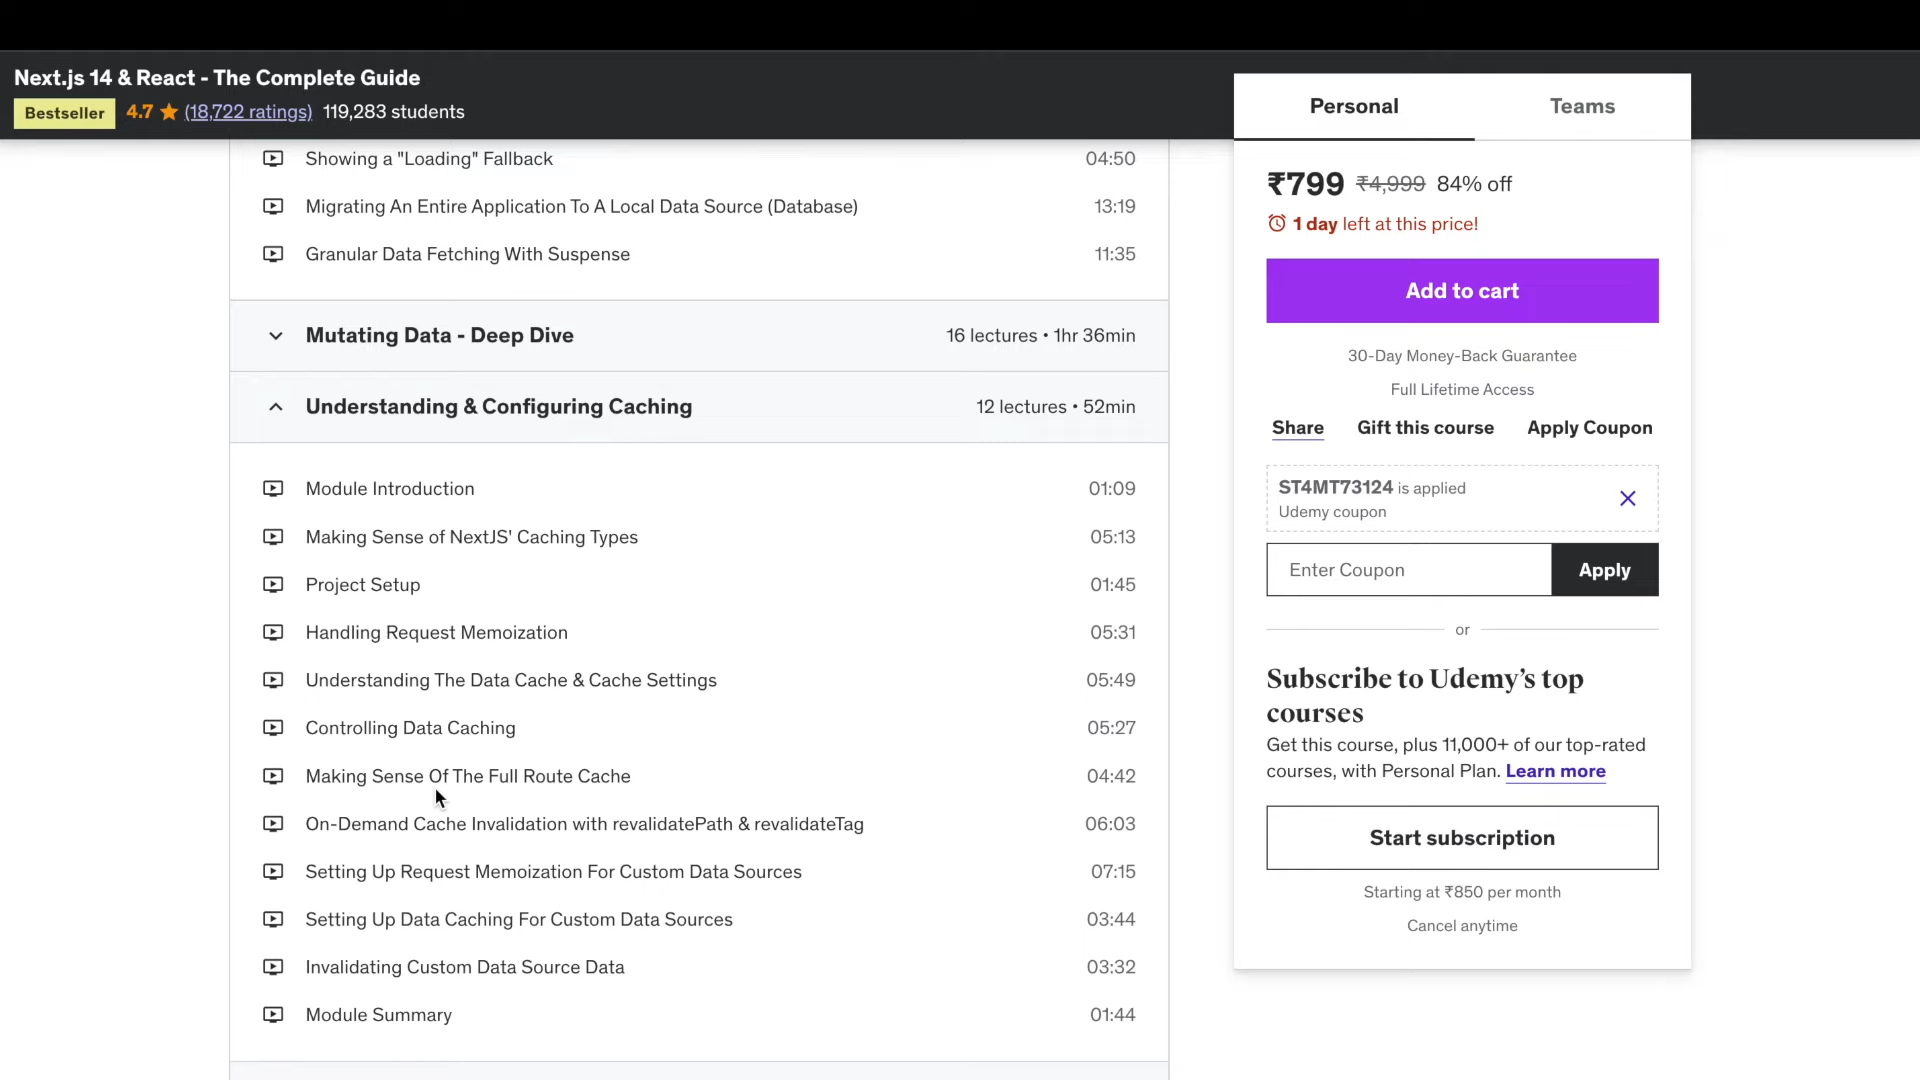 Next.js 14 & React - The Complete Guide
Bestseller 4.7 (18,722 ratings) 119,283 students
Showing a "Loading" Fallback 04:50
Migrating An Entire Application To A Local Data Source (Database) 13:19
Granular Data Fetching With Suspense 11:35
Mutating Data - Deep Dive 16 lectures • 1hr 36min
Understanding & Configuring Caching 12 lectures • 52min
Module Introduction 01:09
Making Sense of NextJS' Caching Types 05:13
Project Setup 01:45
Handling Request Memoization 05:31
Understanding The Data Cache & Cache Settings 05:49
Controlling Data Caching 05:27
Making Sense Of The Full Route Cache 04:42
On-Demand Cache Invalidation with revalidatePath & revalidateTag 06:03
Setting Up Request Memoization For Custom Data Sources 07:15
Setting Up Data Caching For Custom Data Sources 03:44
Invalidating Custom Data Source Data 03:32
Module Summary 01:44
Personal Teams
₹799 ₹4,999 84% off
1 day left at this price!
Add to cart
30-Day Money-Back Guarantee
Full Lifetime Access
Share Gift this course Apply Coupon
ST4MT73124 is applied
Udemy coupon
Enter Coupon Apply
or
Subscribe to Udemy’s top
courses
Get this course, plus 11,000+ of our top-rated
courses, with Personal Plan. Learn more
Start subscription
Starting at ₹850 per month
Cancel anytime